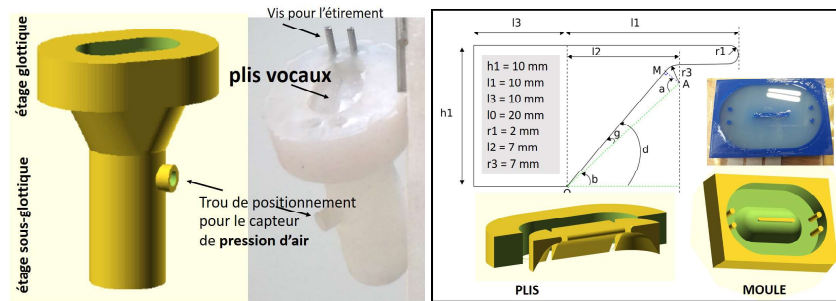 étage glottique
étage sous-glottique
Vis pour l'étirement
plis vocaux
Trou de positionnement
pour le capteur
de pression d'air
l3
l1
l2
r1
h1
h1 = 10 mm
l1 = 10 mm
l3 = 10 mm
l0 = 20 mm
r1 = 2 mm
l2 = 7 mm
r3 = 7 mm
M
r3
a
A
g
d
b
PLIS
MOULE